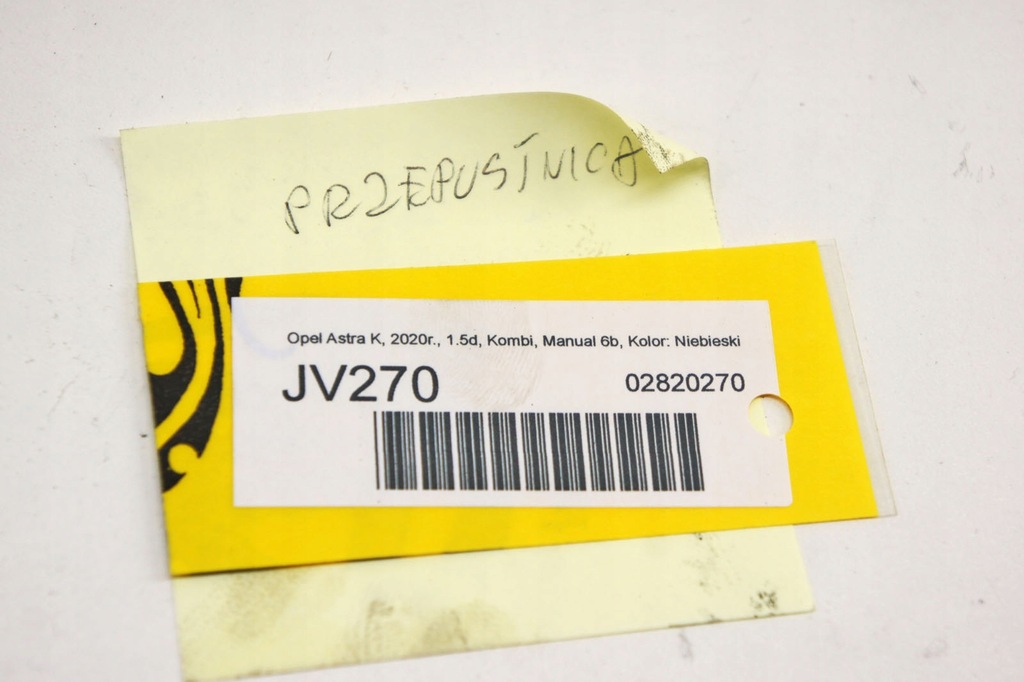 PRZEPUSTNICA
Opel Astra K, 2020r., 1.5d, Kombi, Manual 6b, Kolor: Niebieski
JV270
02820270